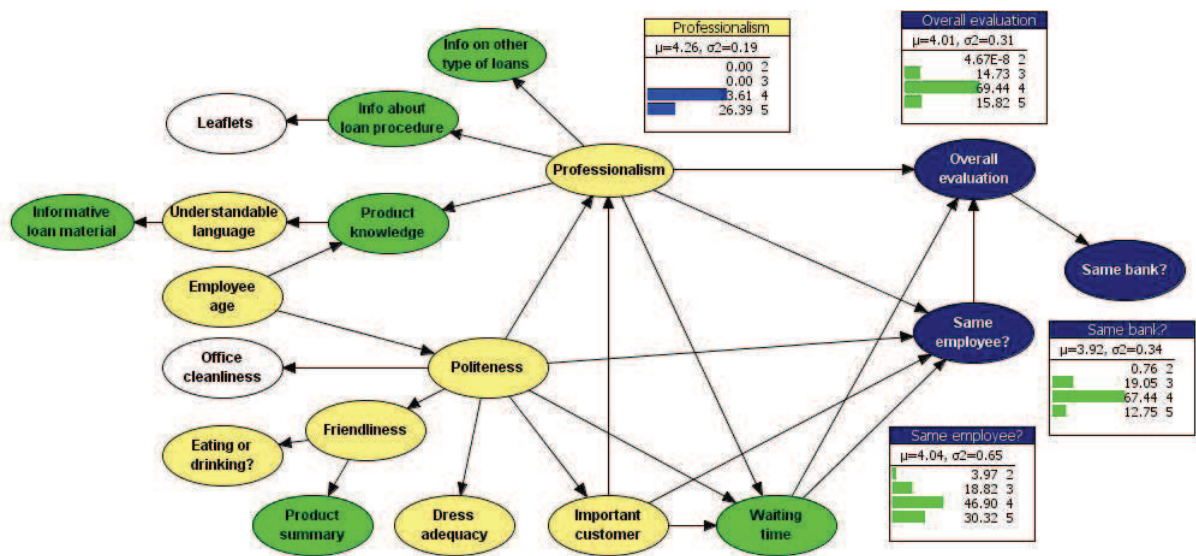 Professionalism
μ=4.26, σ2=0.19
0.00 2
0.00 3
3.61 4
26.39 5
Overall evaluation
μ=4.01, σ2=0.31
4.67E-8 2
14.73 3
69.44 4
15.82 5
Info on other
type of loans
Leaflets
Info about
loan procedure
Professionalism
Overall
evaluation
Informative
loan material
Understandable
language
Product
knowledge
Same bank?
Employee
age
Same
employee?
Office
cleanliness
Politeness
Same bank?
μ=3.92, σ2=0.34
0.76 2
19.05 3
67.44 4
12.75 5
Friendliness
Eating or
drinking?
Same employee?
μ=4.04, σ2=0.65
3.97 2
18.82 3
46.90 4
30.32 5
Product
summary
Dress
adequacy
Important
customer
Waiting
time